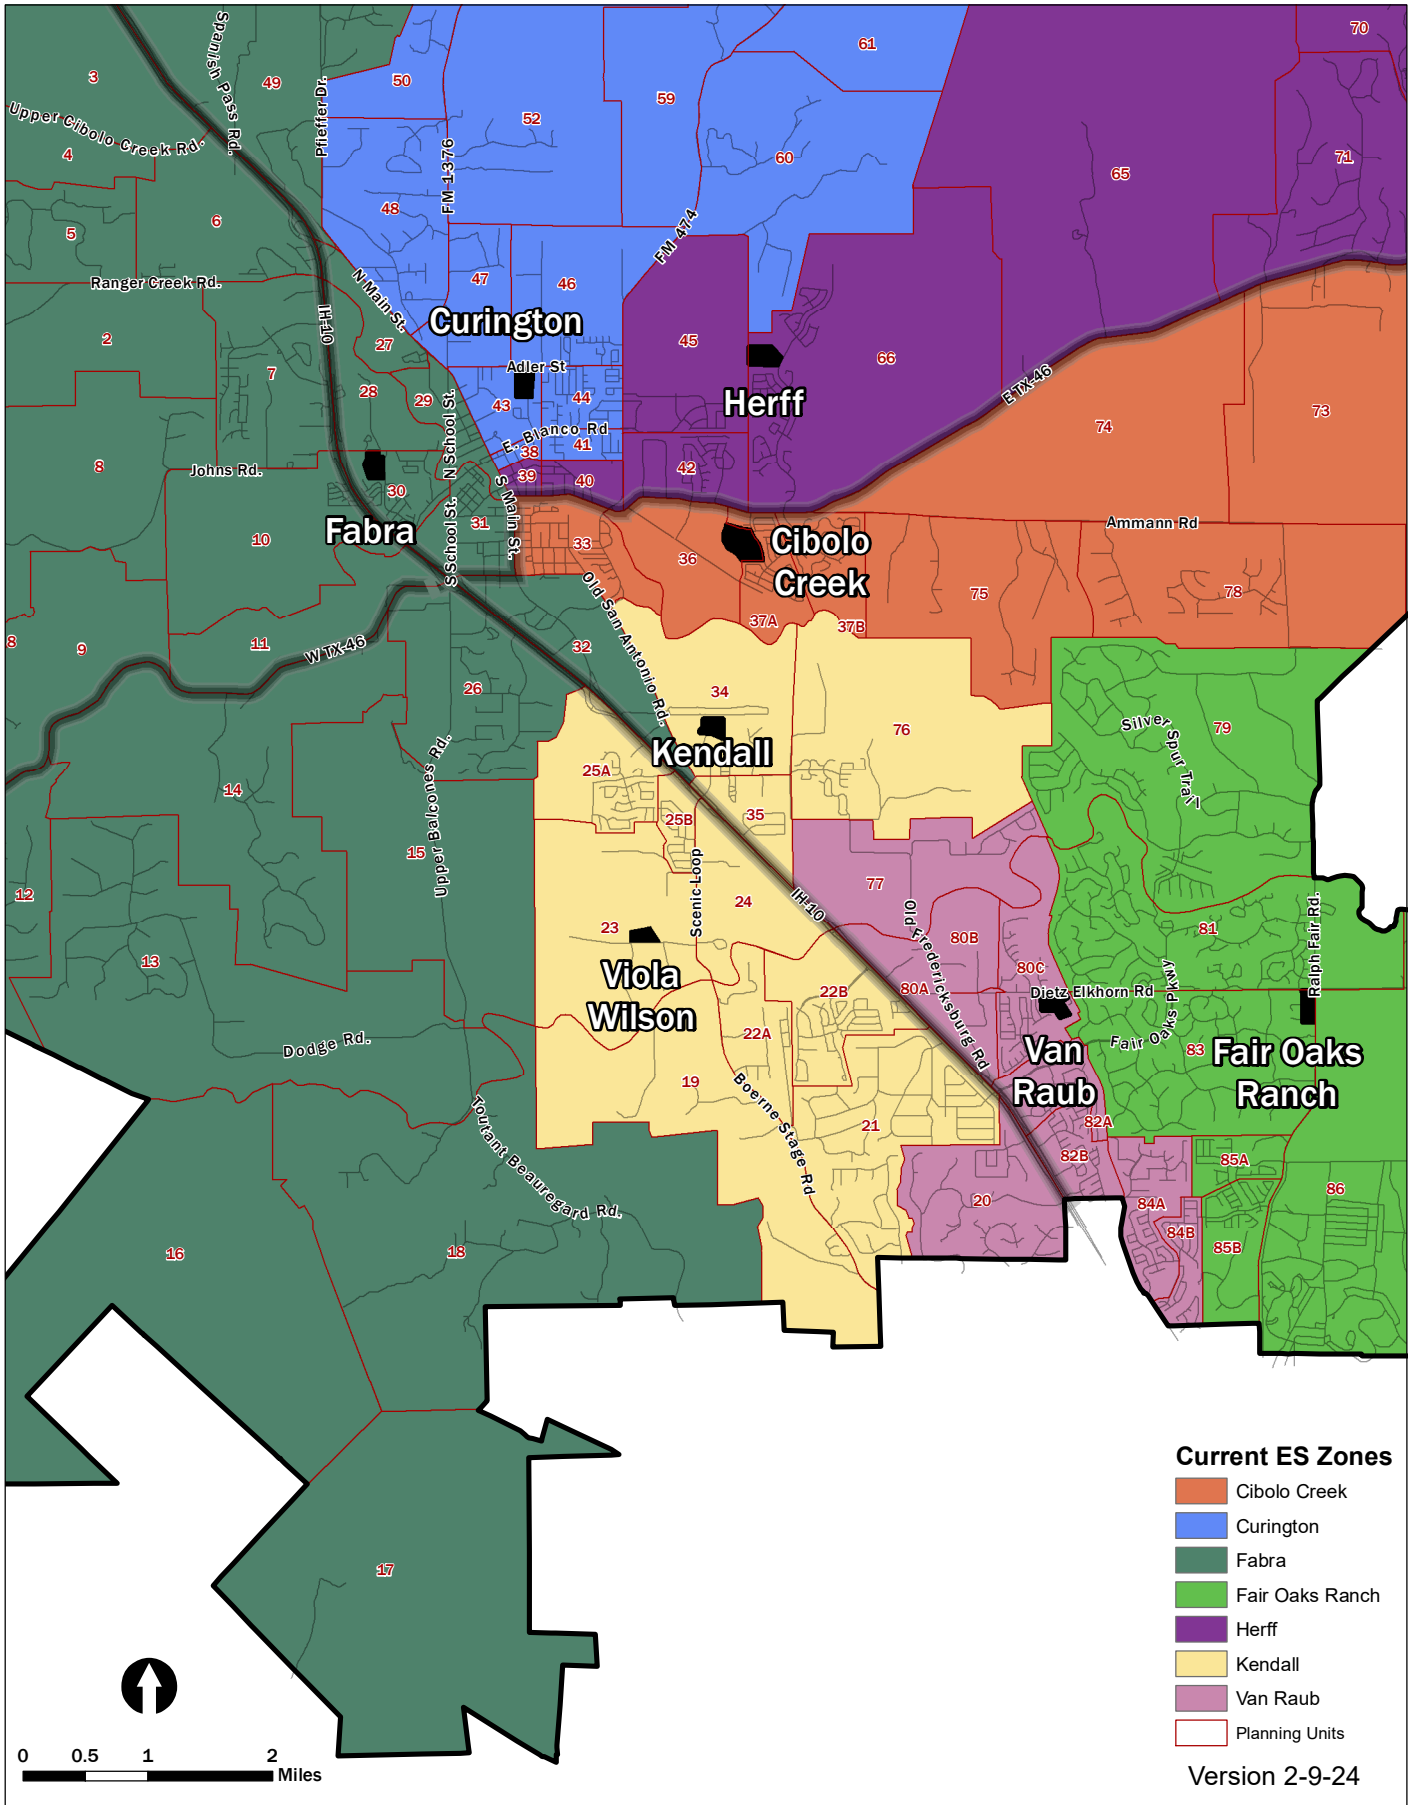 Spanish Pass Rd.
Pfieffer Dr.
Upper Cibolo Creek Rd.
FM 1376
FM 474
3
49
50
52
59
61
60
70
71
65
4
5
6
48
47
46
Ranger Creek Rd.
N Main St.
IH-10
Curington
2
7
27
28
29
Adler St
43
44
45
66
Herff
E TX-46
74
73
E. Blanco Rd
38
41
39
40
42
N School St.
8
Johns Rd.
30
Fabra
31
S School St.
S Main St.
10
33
36
Cibolo
Creek
Ammann Rd
75
78
37A
37B
8
9
11
W TX-46
26
32
Old San Antonio Rd.
34
Kendall
76
79
Silver Spur Trail
14
Upper Balcones Rd.
15
25A
25B
35
Scenic Loop
12
13
23
24
IH-10
77
Old Fredericksburg Rd
80B
80C
81
Ralph Fair Rd.
Viola
Wilson
22B
80A
Dietz Elkhorn Rd
Fair Oaks Pkwy
22A
Van
Raub
83
Fair Oaks
Ranch
Dodge Rd.
19
Boerne Stage Rd
21
82A
82B
85A
86
Toutant Beauregard Rd.
20
84A
84B
85B
16
18
17
Current ES Zones
Cibolo Creek
Curington
Fabra
Fair Oaks Ranch
Herff
Kendall
Van Raub
Planning Units
Version 2-9-24
0 0.5 1 2
Miles